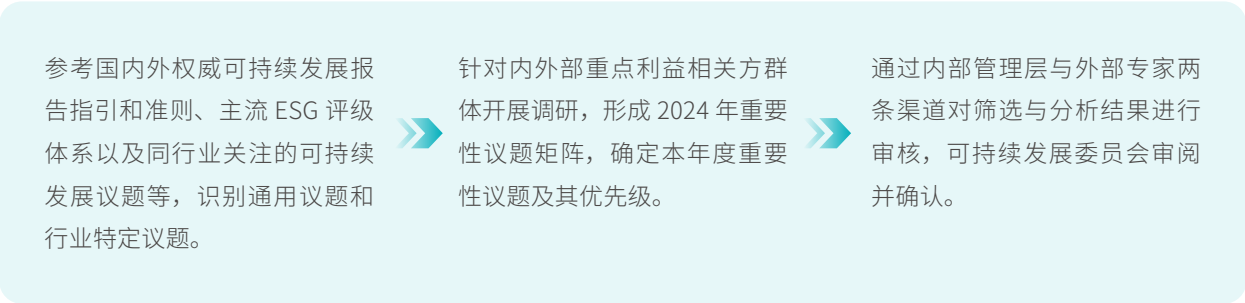 参考国内外权威可持续发展报
告指引和准则、主流 ESG 评级
体系以及同行业关注的可持续
发展议题等，识别通用议题和
行业特定议题。
针对内外部重点利益相关方群
体开展调研，形成 2024 年重要
性议题矩阵，确定本年度重要
性议题及其优先级。
通过内部管理层与外部专家两
条渠道对筛选与分析结果进行
审核，可持续发展委员会审阅
并确认。